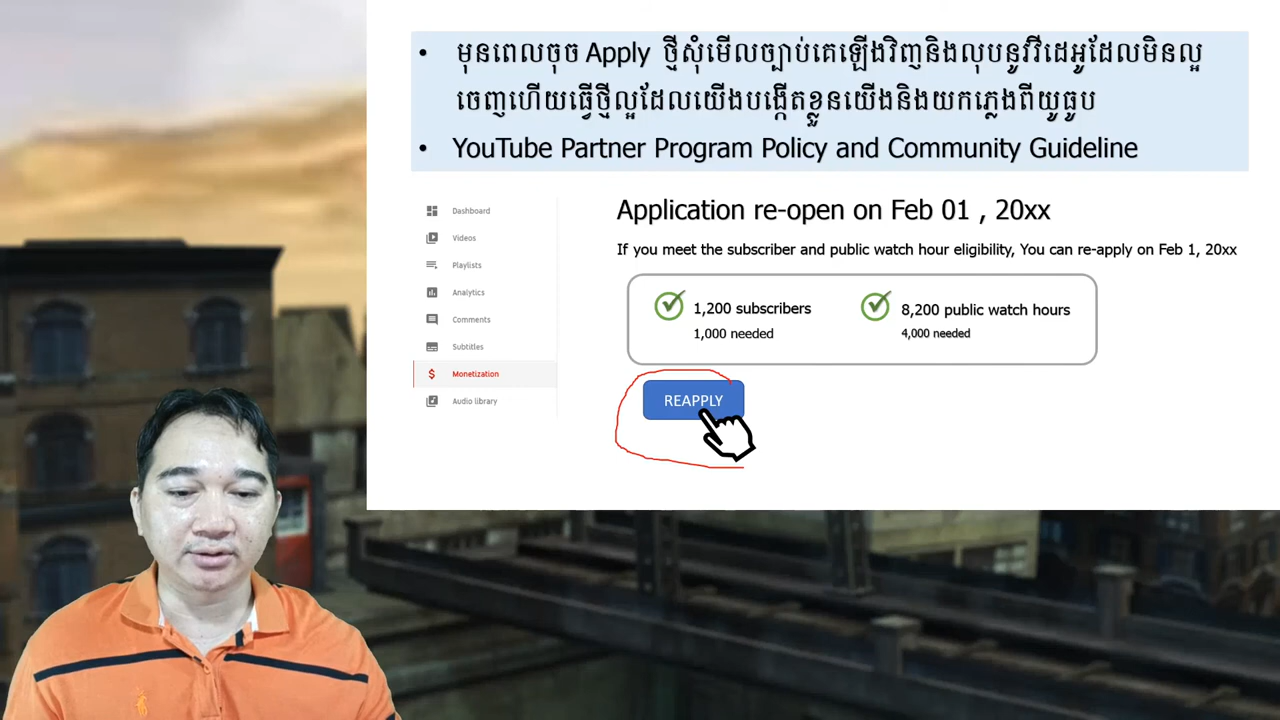 • មុនពេលចុច Apply ថ្មីសុំមើលច្បាប់គេឡើងវិញនិងលុបនូវវីដេអូដែលមិនល្អ
ចេញហើយធ្វើថ្មីល្អដែលយើងបង្កើតខ្លួនយើងនិងយកភ្លេងពីយូធូប
• YouTube Partner Program Policy and Community Guideline
Dashboard
Videos
Playlists
Analytics
Comments
Subtitles
Monetization
Audio library
Application re-open on Feb 01 , 20xx
If you meet the subscriber and public watch hour eligibility, You can re-apply on Feb 1, 20xx
1,200 subscribers
1,000 needed
8,200 public watch hours
4,000 needed
REAPPLY